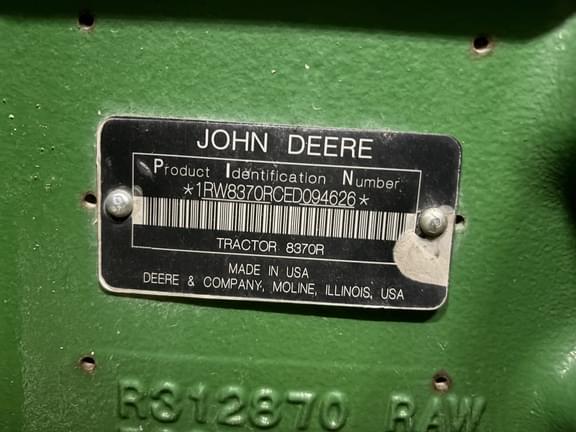 JOHN DEERE
Product Identification Number
*1RW8370RCED094626*
TRACTOR 8370R
MADE IN USA
DEERE & COMPANY, MOLINE, ILLINOIS, USA
R312870 RAW